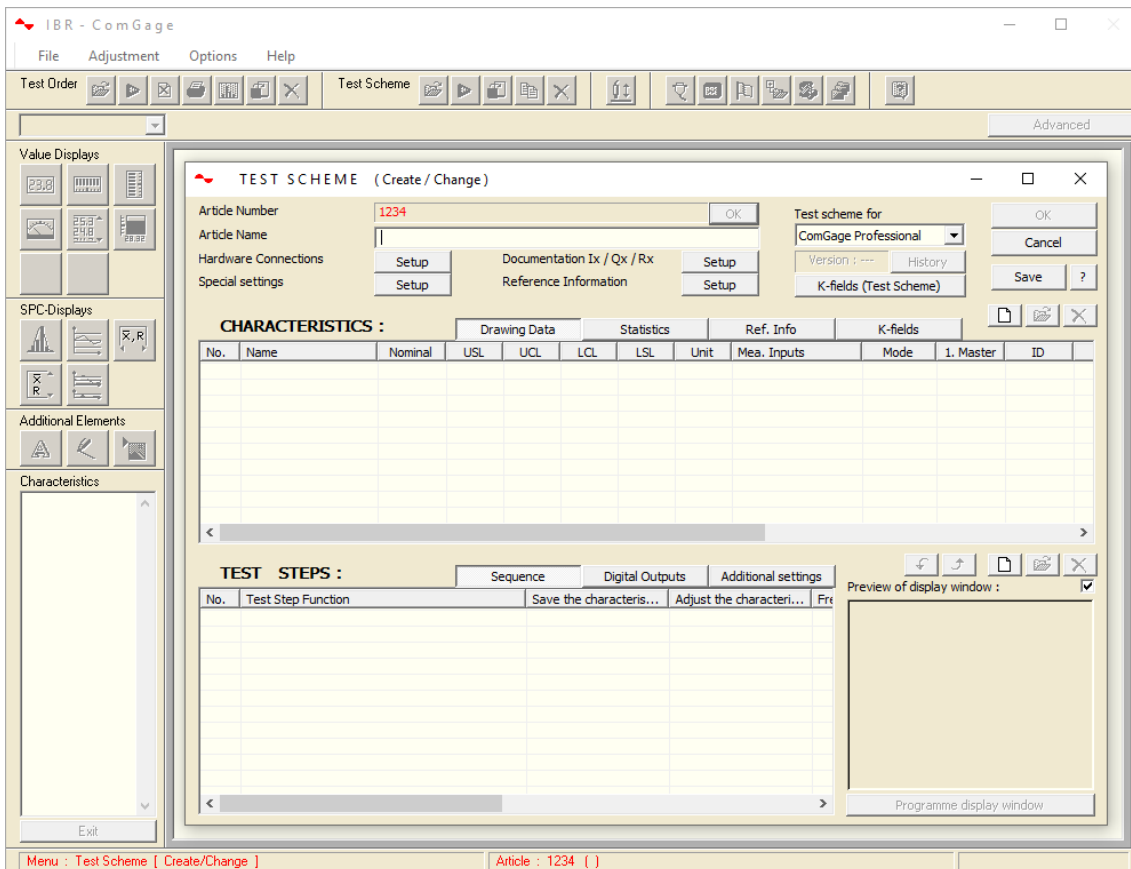 IBR - ComGage
File Adjustment Options Help
Test Order Test Scheme
Advanced
Value Displays
SPC-Displays
Additional Elements
Characteristics
Exit
TEST SCHEME ( Create / Change )
Article Number 1234 OK Test scheme for OK
Article Name ComGage Professional Cancel
Hardware Connections Setup Documentation Ix / Qx / Rx Setup Version : --- History
Special settings Setup Reference Information Setup K-fields (Test Scheme) Save ?
CHARACTERISTICS : Drawing Data Statistics Ref. Info K-fields
No. Name Nominal USL UCL LCL LSL Unit Mea. Inputs Mode 1. Master ID
TEST STEPS : Sequence Digital Outputs Additional settings
Preview of display window :
No. Test Step Function Save the characteris... Adjust the characteri... Fre
Programme display window
Menu : Test Scheme [ Create/Change ] Article : 1234 ( )